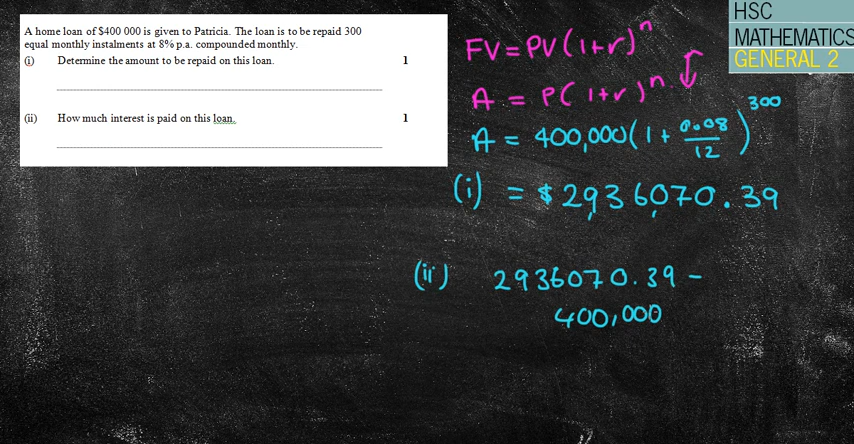 HSC
MATHEMATICS
GENERAL 2
A home loan of $400 000 is given to Patricia. The loan is to be repaid 300
equal monthly instalments at 8% p.a. compounded monthly.
(i) Determine the amount to be repaid on this loan. 1
(ii) How much interest is paid on this loan. 1
FV = PV (1+r)^n
A = P(1+r)^n
A = 400,000(1 + 0.08/12)^300
(i) = $2,936,070.39
(ii) 2936070.39 -
400,000